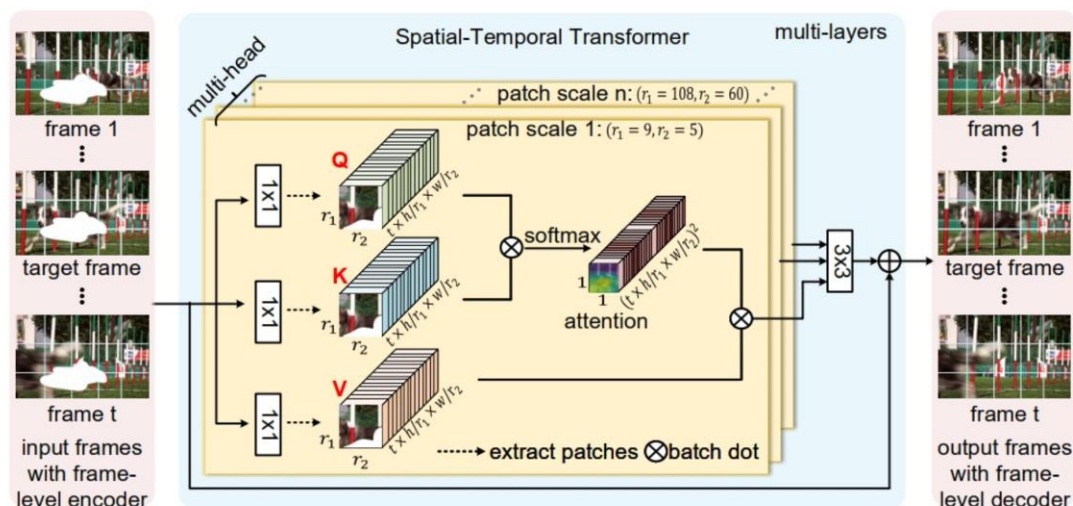 Spatial-Temporal Transformer
multi-layers
multi-head
patch scale n: (r₁ = 108, r₂ = 60)
patch scale 1: (r₁ = 9, r₂ = 5)
frame 1
target frame
frame t
input frames
with frame-
level encoder
1x1
Q
r₁
r₂
t × h/r₁ × w/r₂
1x1
K
r₁
r₂
t × h/r₁ × w/r₂
1x1
V
r₁
r₂
t × h/r₁ × w/r₂
softmax
1
1
(t × h/r₁ × w/r₂)²
attention
extract patches ⊗batch dot
3x3
frame 1
target frame
frame t
output frames
with frame-
level decoder